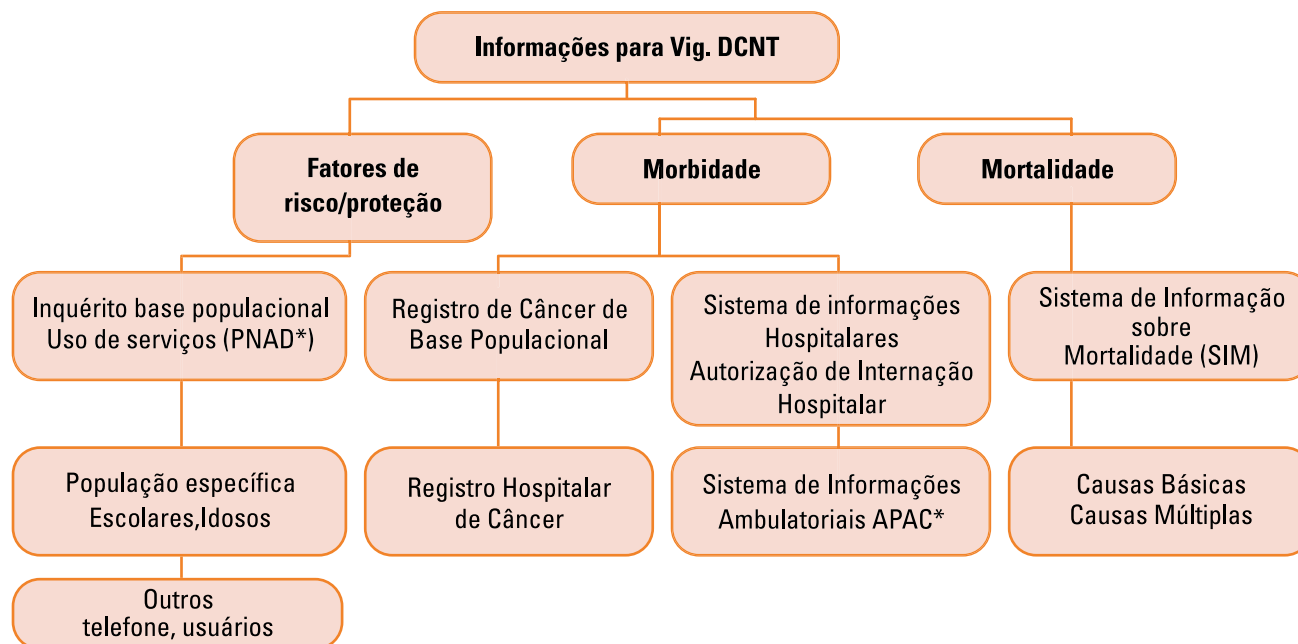 Informações para Vig. DCNT
Fatores de
risco/proteção
Morbidade
Mortalidade
Inquérito base populacional
Uso de serviços (PNAD*)
Registro de Câncer de
Base Populacional
Sistema de informações
Hospitalares
Autorização de Internação
Hospitalar
Sistema de Informação
sobre
Mortalidade (SIM)
População específica
Escolares,Idosos
Registro Hospitalar
de Câncer
Sistema de Informações
Ambulatoriais APAC*
Causas Básicas
Causas Múltiplas
Outros
telefone, usuários